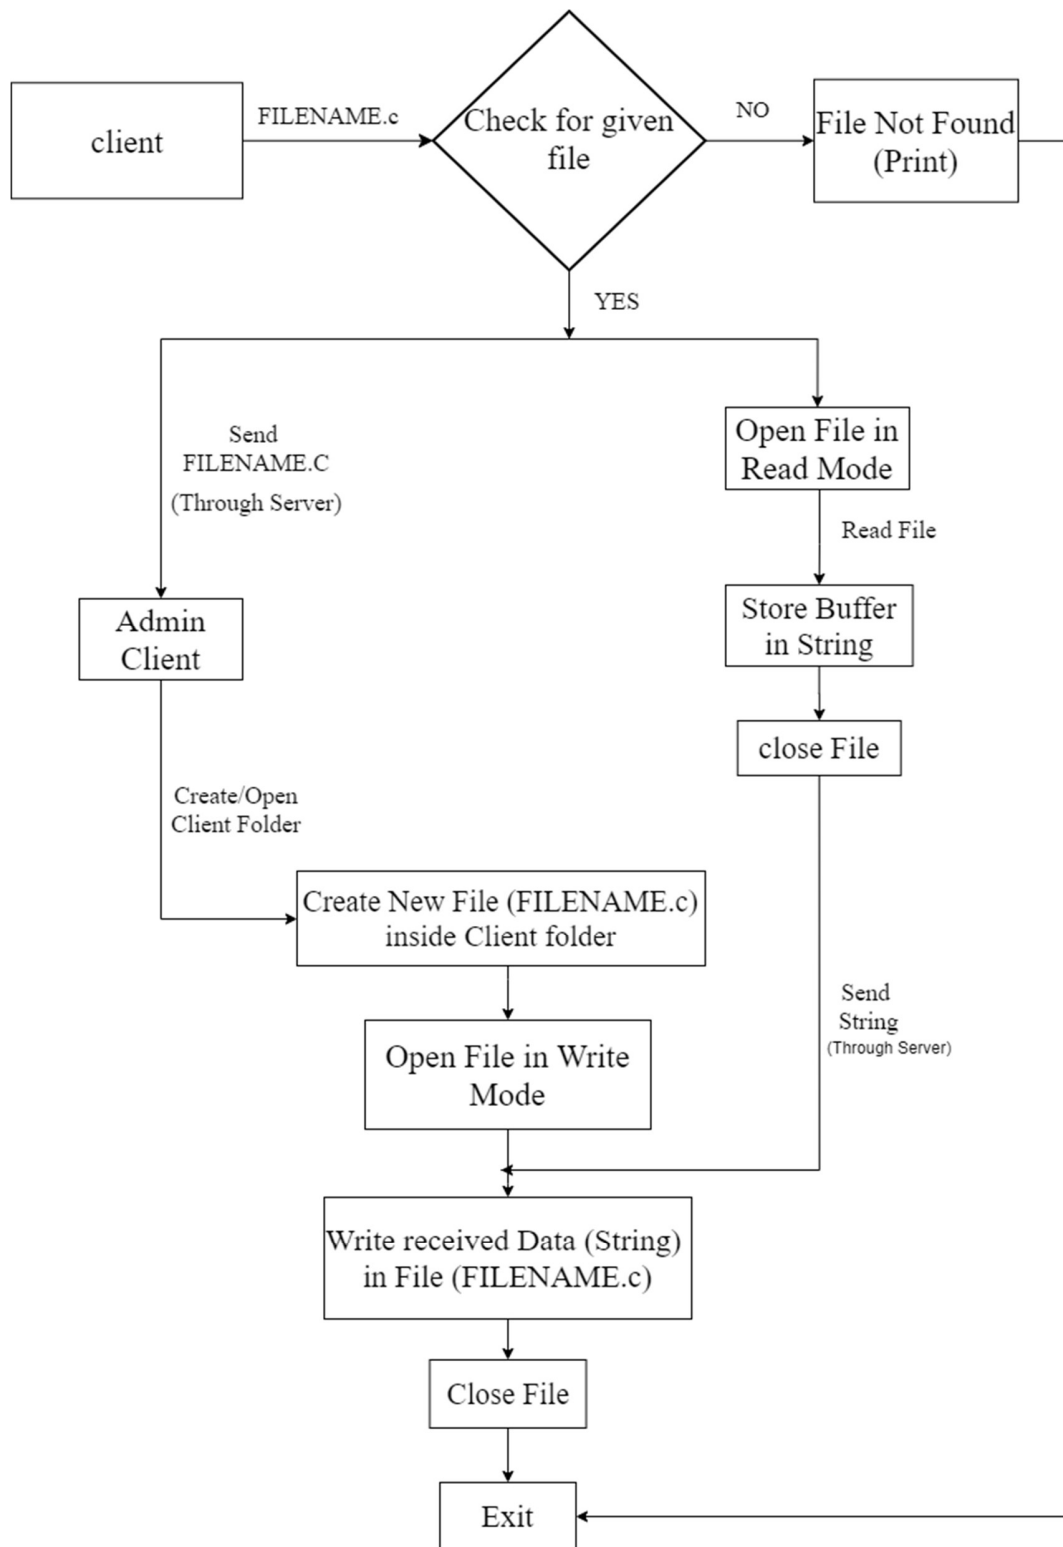 client
FILENAME.c
Check for given
file
NO
File Not Found
(Print)
YES
Send
FILENAME.C
(Through Server)
Open File in
Read Mode
Read File
Admin
Client
Store Buffer
in String
close File
Create/Open
Client Folder
Create New File (FILENAME.c)
inside Client folder
Send
String
(Through Server)
Open File in Write
Mode
Write received Data (String)
in File (FILENAME.c)
Close File
Exit